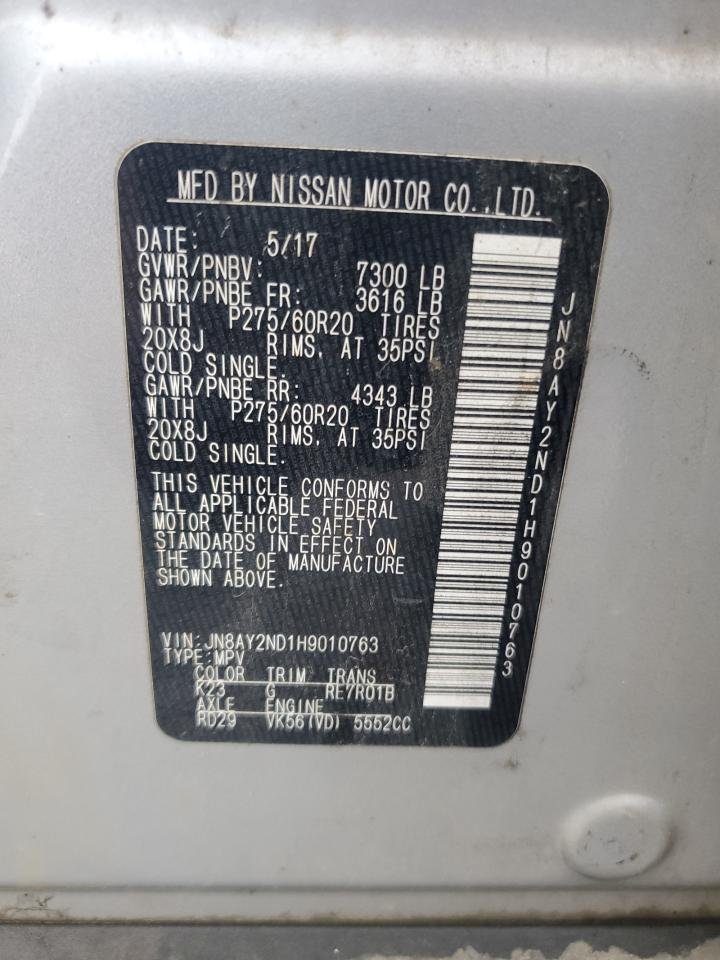 MFD BY NISSAN MOTOR CO.,LTD.
DATE: 5/17
GVWR/PNBV: 7300 LB
GAWR/PNBE FR: 3616 LB
WITH P275/60R20 TIRES
20X8J RIMS, AT 35PSI
COLD SINGLE.
GAWR/PNBE RR: 4343 LB
WITH P275/60R20 TIRES
20X8J RIMS, AT 35PSI
COLD SINGLE.
THIS VEHICLE CONFORMS TO
ALL APPLICABLE FEDERAL
MOTOR VEHICLE SAFETY
STANDARDS IN EFFECT ON
THE DATE OF MANUFACTURE
SHOWN ABOVE.
VIN: JN8AY2ND1H9010763
TYPE: MPV
COLOR TRIM TRANS
K23 G RE7R01B
AXLE ENGINE
RD29 VK56(VD) 5552CC
JN8AY2ND1H9010763